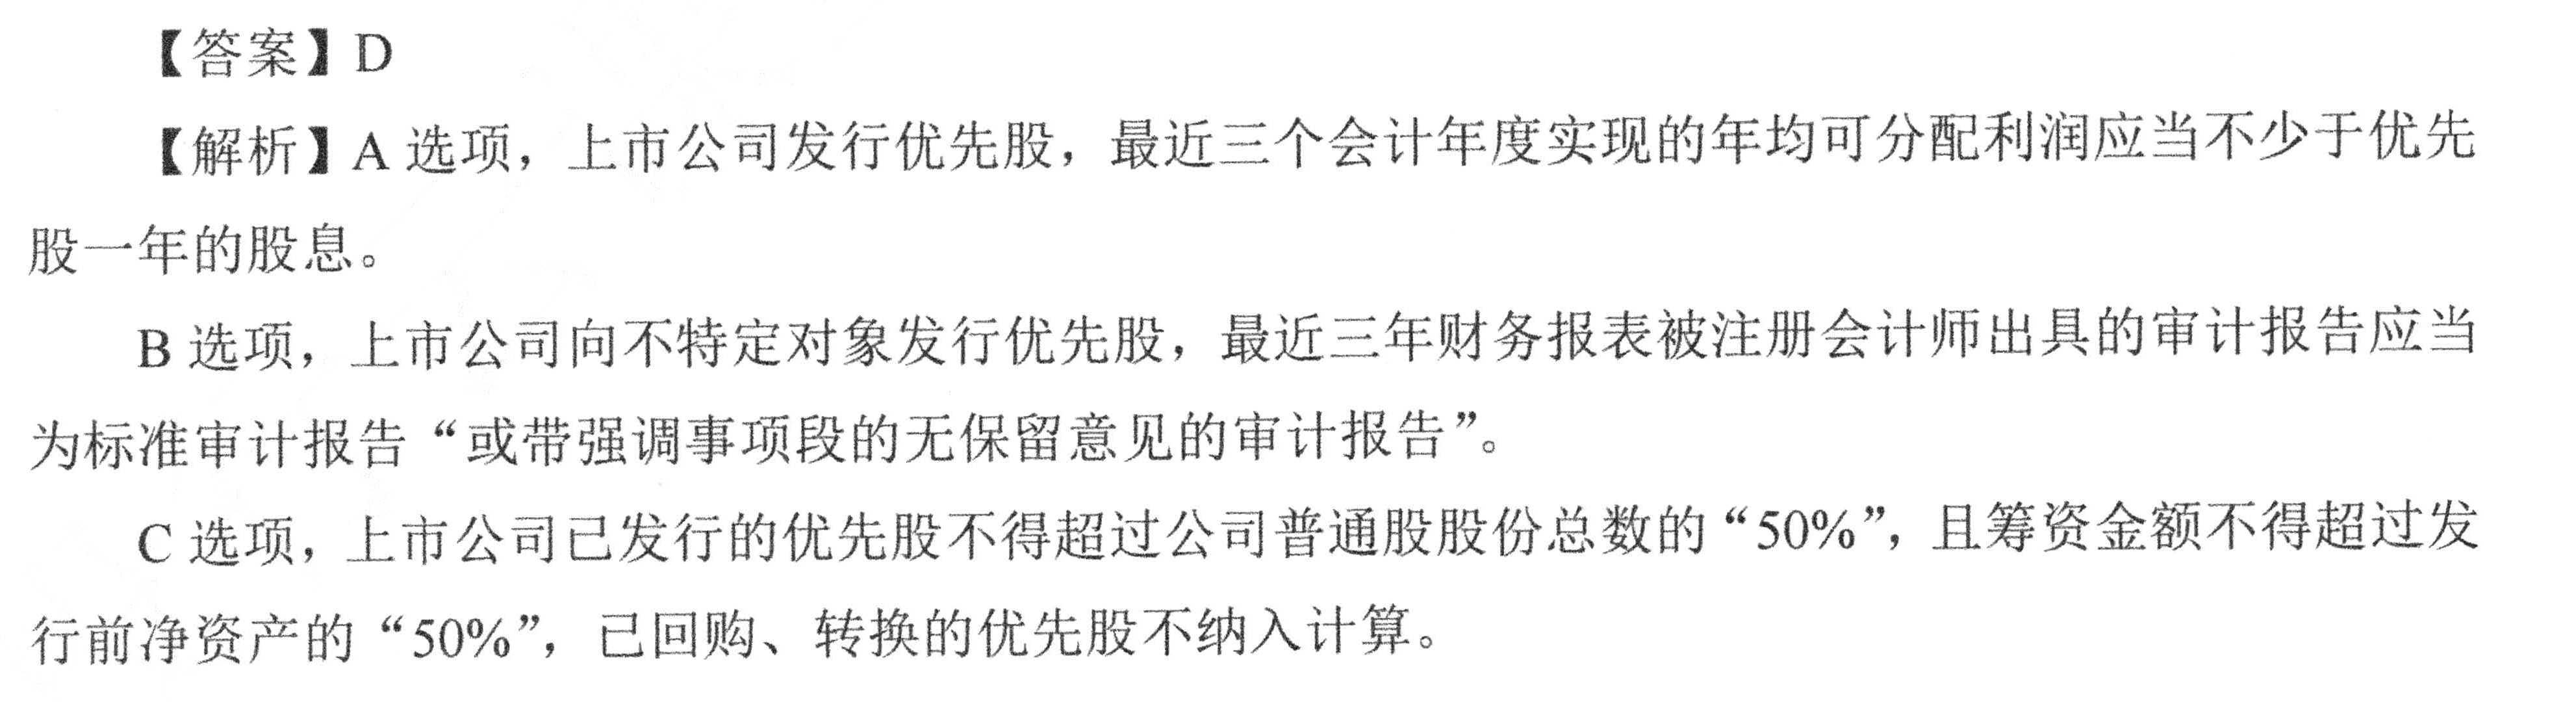 【答案】D
【解析】A 选项，上市公司发行优先股，最近三个会计年度实现的年均可分配利润应当不少于优先
股一年的股息。
B 选项，上市公司向不特定对象发行优先股，最近三年财务报表被注册会计师出具的审计报告应当
为标准审计报告“或带强调事项段的无保留意见的审计报告”。
C 选项，上市公司已发行的优先股不得超过公司普通股股份总数的“50%”，且筹资金额不得超过发
行前净资产的“50%”，已回购、转换的优先股不纳入计算。